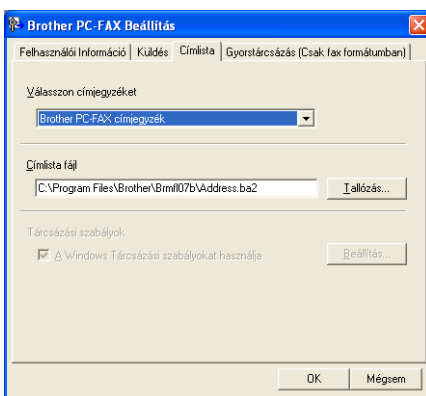 Brother PC-FAX Beállítás
Felhasználói Információ Küldés Címlista Gyorstárcsázás (Csak fax formátumban)
Válasszon címjegyzéket
Brother PC-FAX címjegyzék
Címlista fájl
C:\Program Files\Brother\Brmfl07b\Address.ba2 Tallózás...
Tárcsázási szabályok
A Windows Tárcsázási szabályokat használja Beállítás...
OK Mégsem